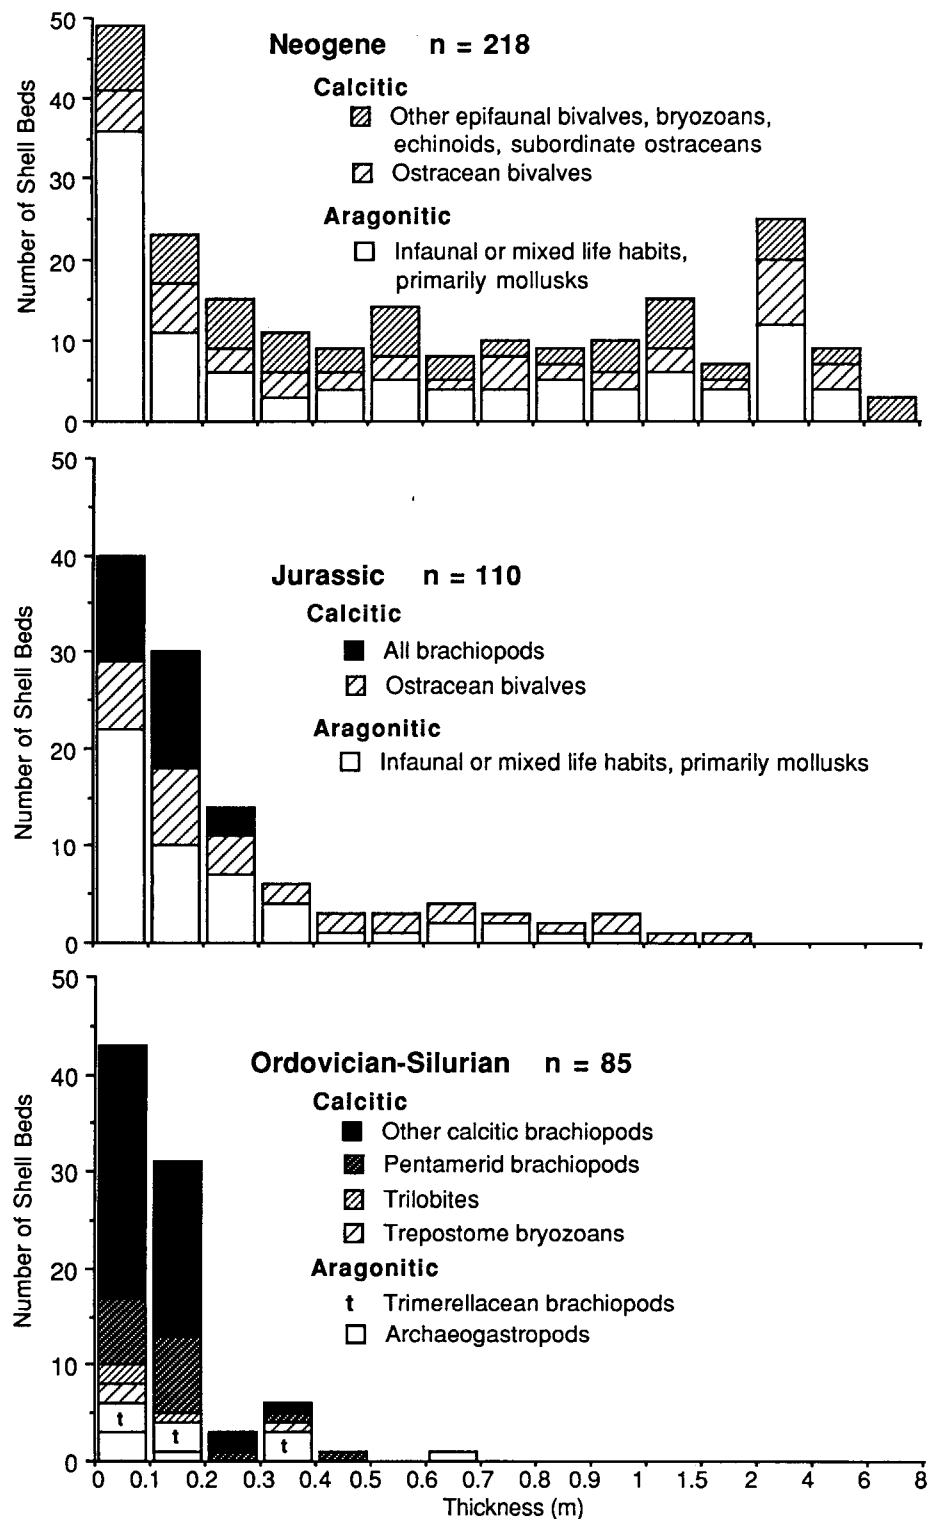 Neogene n = 218
Calcitic
Other epifaunal bivalves, bryozoans,
echinoids, subordinate ostraceans
Ostracean bivalves
Aragonitic
Infaunal or mixed life habits,
primarily mollusks
Number of Shell Beds
50
40
30
20
10
0
Jurassic n = 110
Calcitic
All brachiopods
Ostracean bivalves
Aragonitic
Infaunal or mixed life habits, primarily mollusks
Number of Shell Beds
50
40
30
20
10
0
Ordovician-Silurian n = 85
Calcitic
Other calcitic brachiopods
Pentamerid brachiopods
Trilobites
Trepostome bryozoans
Aragonitic
t Trimerellacean brachiopods
Archaeogastropods
Number of Shell Beds
50
40
30
20
10
0
t
t
t
0 0.1 0.2 0.3 0.4 0.5 0.6 0.7 0.8 0.9 1 1.5 2 4 6 8
Thickness (m)